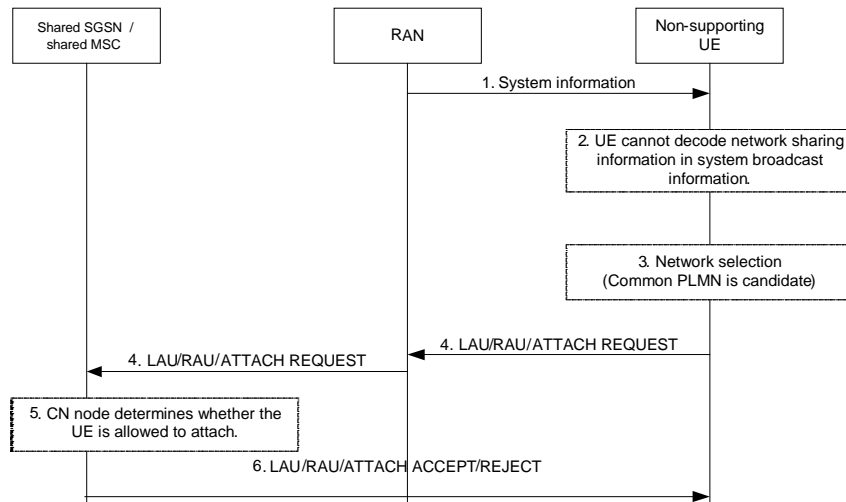 Shared SGSN /
shared MSC
RAN
Non-supporting
UE
1. System information
2. UE cannot decode network sharing
information in system broadcast
information.
3. Network selection
(Common PLMN is candidate)
4. LAU/RAU/ATTACH REQUEST
4. LAU/RAU/ATTACH REQUEST
5. CN node determines whether the
UE is allowed to attach.
6. LAU/RAU/ATTACH ACCEPT/REJECT